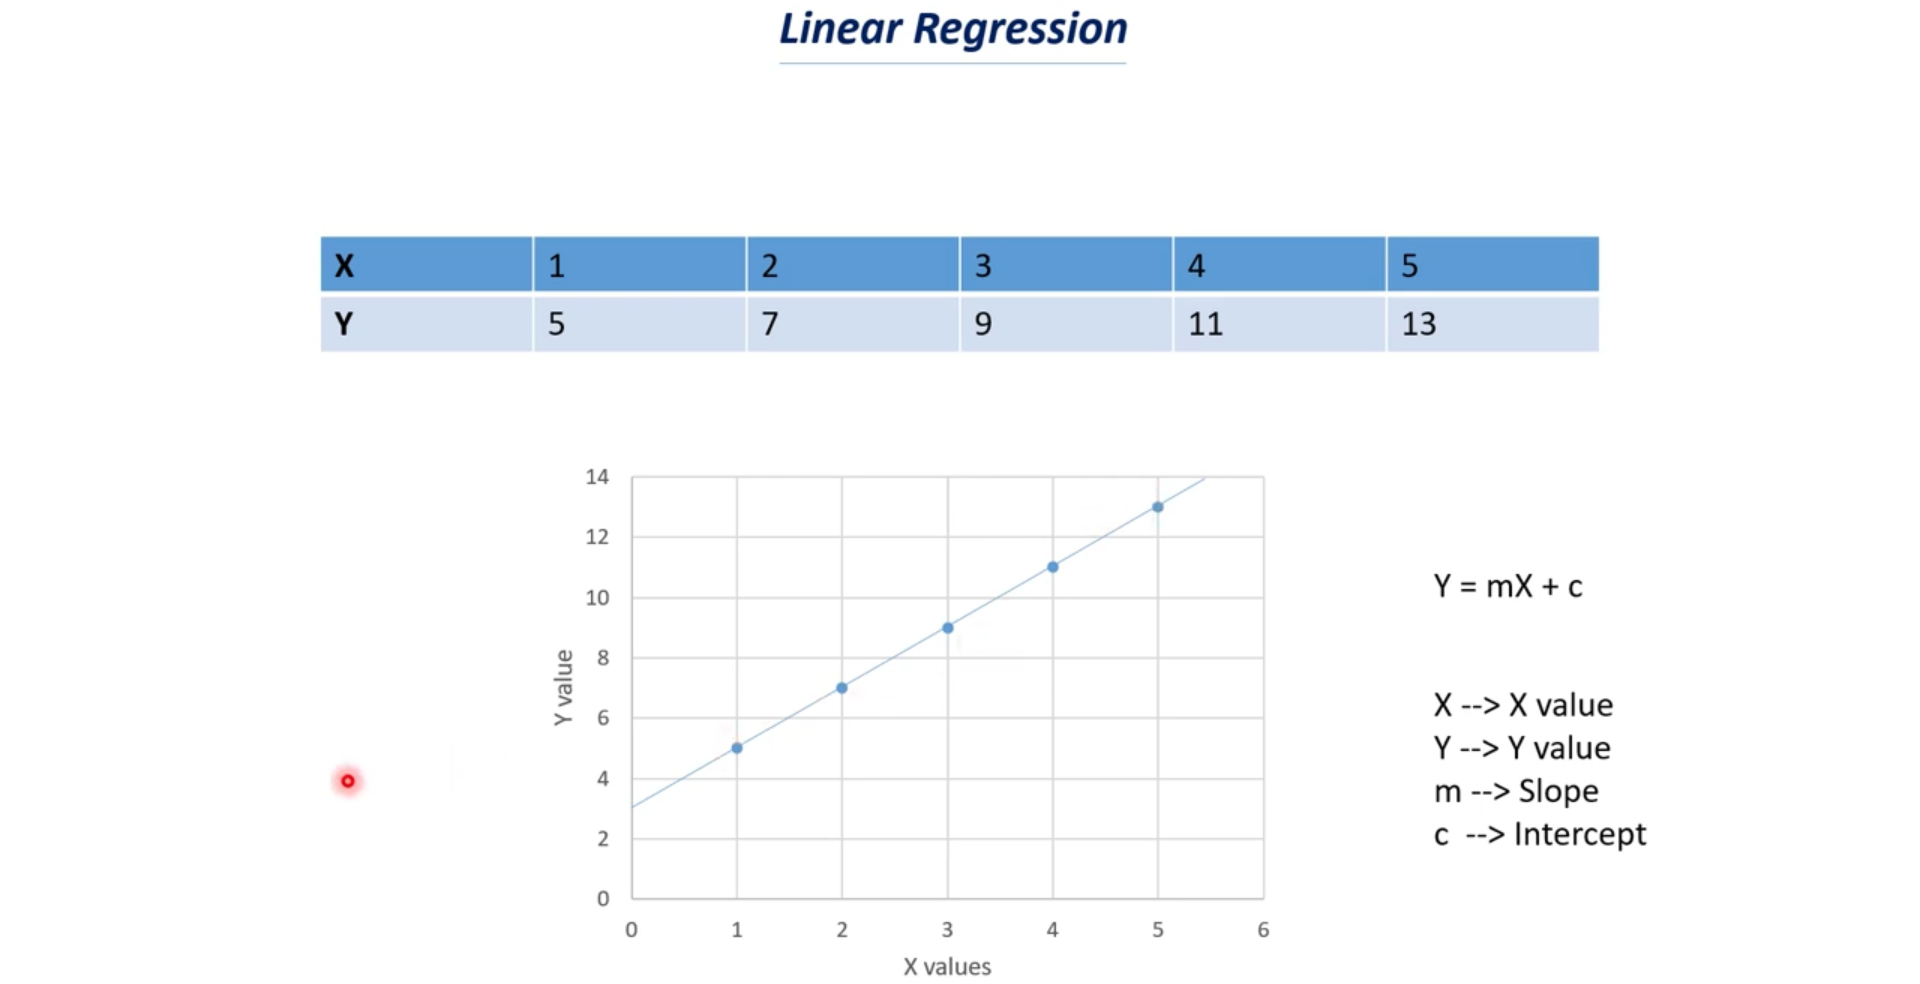 Linear Regression
X 1 2 3 4 5
Y 5 7 9 11 13
14
12
10
8
6
4
2
0
Y value
0 1 2 3 4 5 6
X values
Y = mX + c
X --> X value
Y --> Y value
m --> Slope
c --> Intercept